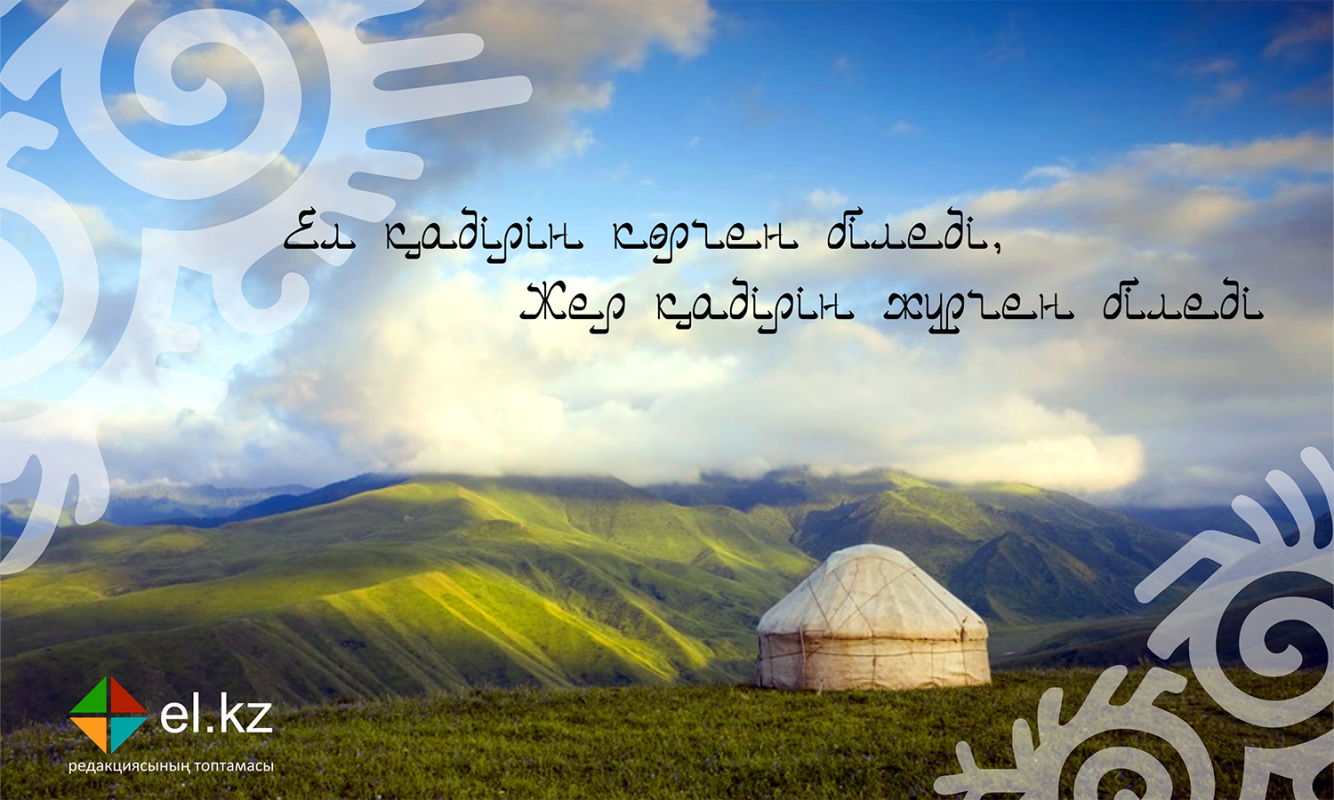 Ел қадірін көрген біледі,
Жер қадірін жүрген біледі
el.kz
редакциясының топтамасы